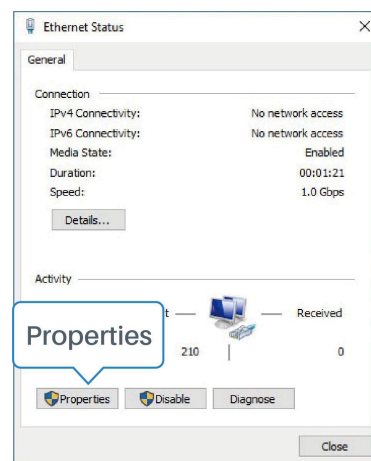 Ethernet Status
General
Connection
IPv4 Connectivity: No network access
IPv6 Connectivity: No network access
Media State: Enabled
Duration: 00:01:21
Speed: 1.0 Gbps
Details...
Activity
Received
Properties
210 0
Properties Disable Diagnose
Close